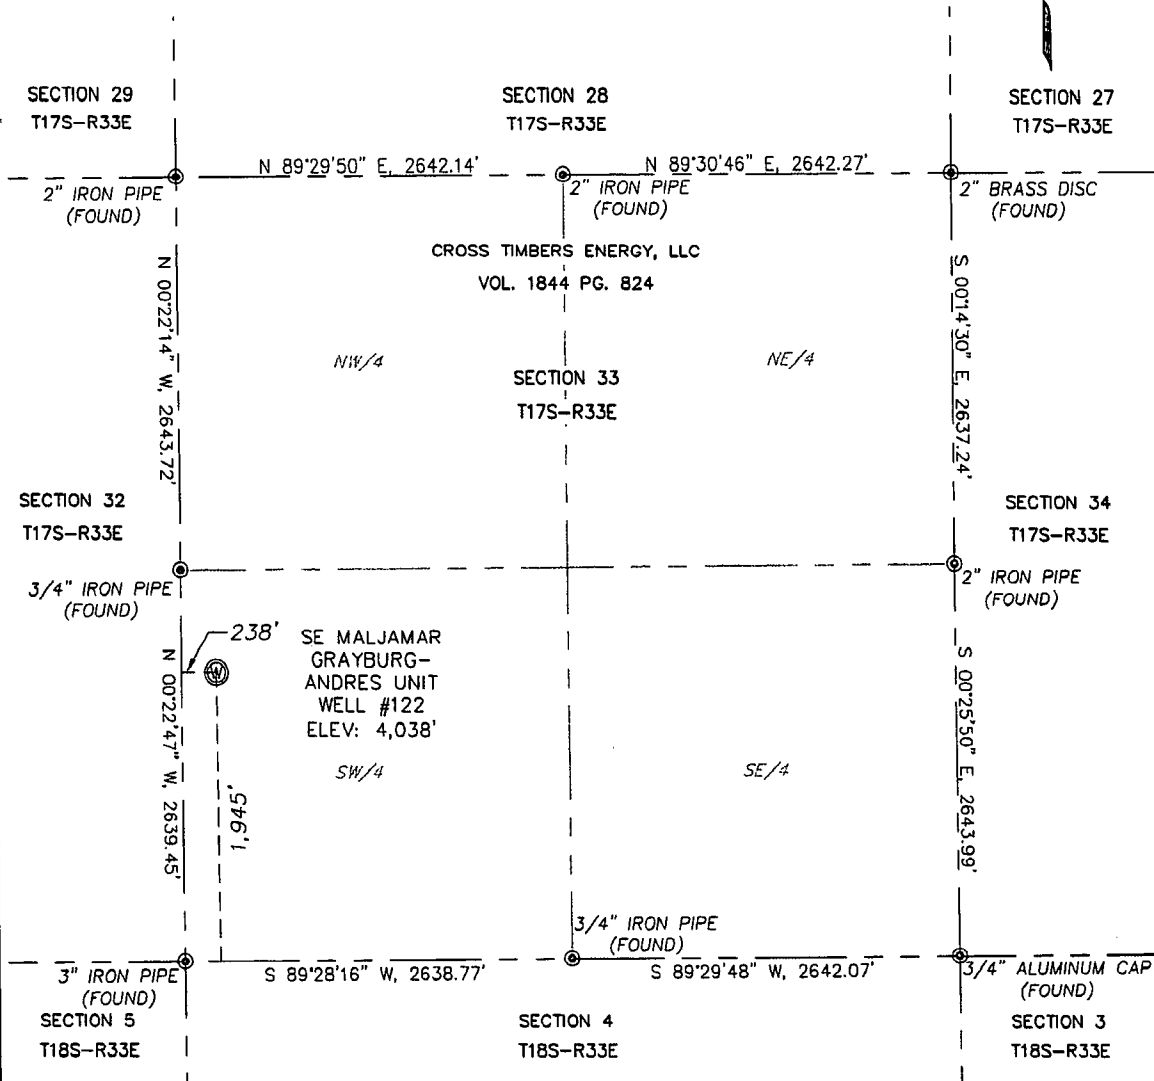 SECTION 29
T17S-R33E
SECTION 28
T17S-R33E
SECTION 27
T17S-R33E
N 89°29'50" E, 2642.14'
N 89°30'46" E, 2642.27'
2" IRON PIPE
(FOUND)
2" IRON PIPE
(FOUND)
2" BRASS DISC
(FOUND)
CROSS TIMBERS ENERGY, LLC
VOL. 1844 PG. 824
N 00°22'14" W, 2643.72'
S 00°14'30" E, 2637.24'
NW/4
NE/4
SECTION 33
T17S-R33E
SECTION 32
T17S-R33E
SECTION 34
T17S-R33E
3/4" IRON PIPE
(FOUND)
2" IRON PIPE
(FOUND)
238'
SE MALJAMAR
GRAYBURG-
ANDRES UNIT
WELL #122
ELEV: 4,038'
W
N 00°22'47" W, 2639.45'
S 00°25'50" E, 2643.99'
SW/4
SE/4
1,945'
3/4" IRON PIPE
(FOUND)
3" IRON PIPE
(FOUND)
S 89°28'16" W, 2638.77'
S 89°29'48" W, 2642.07'
3/4" ALUMINUM CAP
(FOUND)
SECTION 5
T18S-R33E
SECTION 4
T18S-R33E
SECTION 3
T18S-R33E